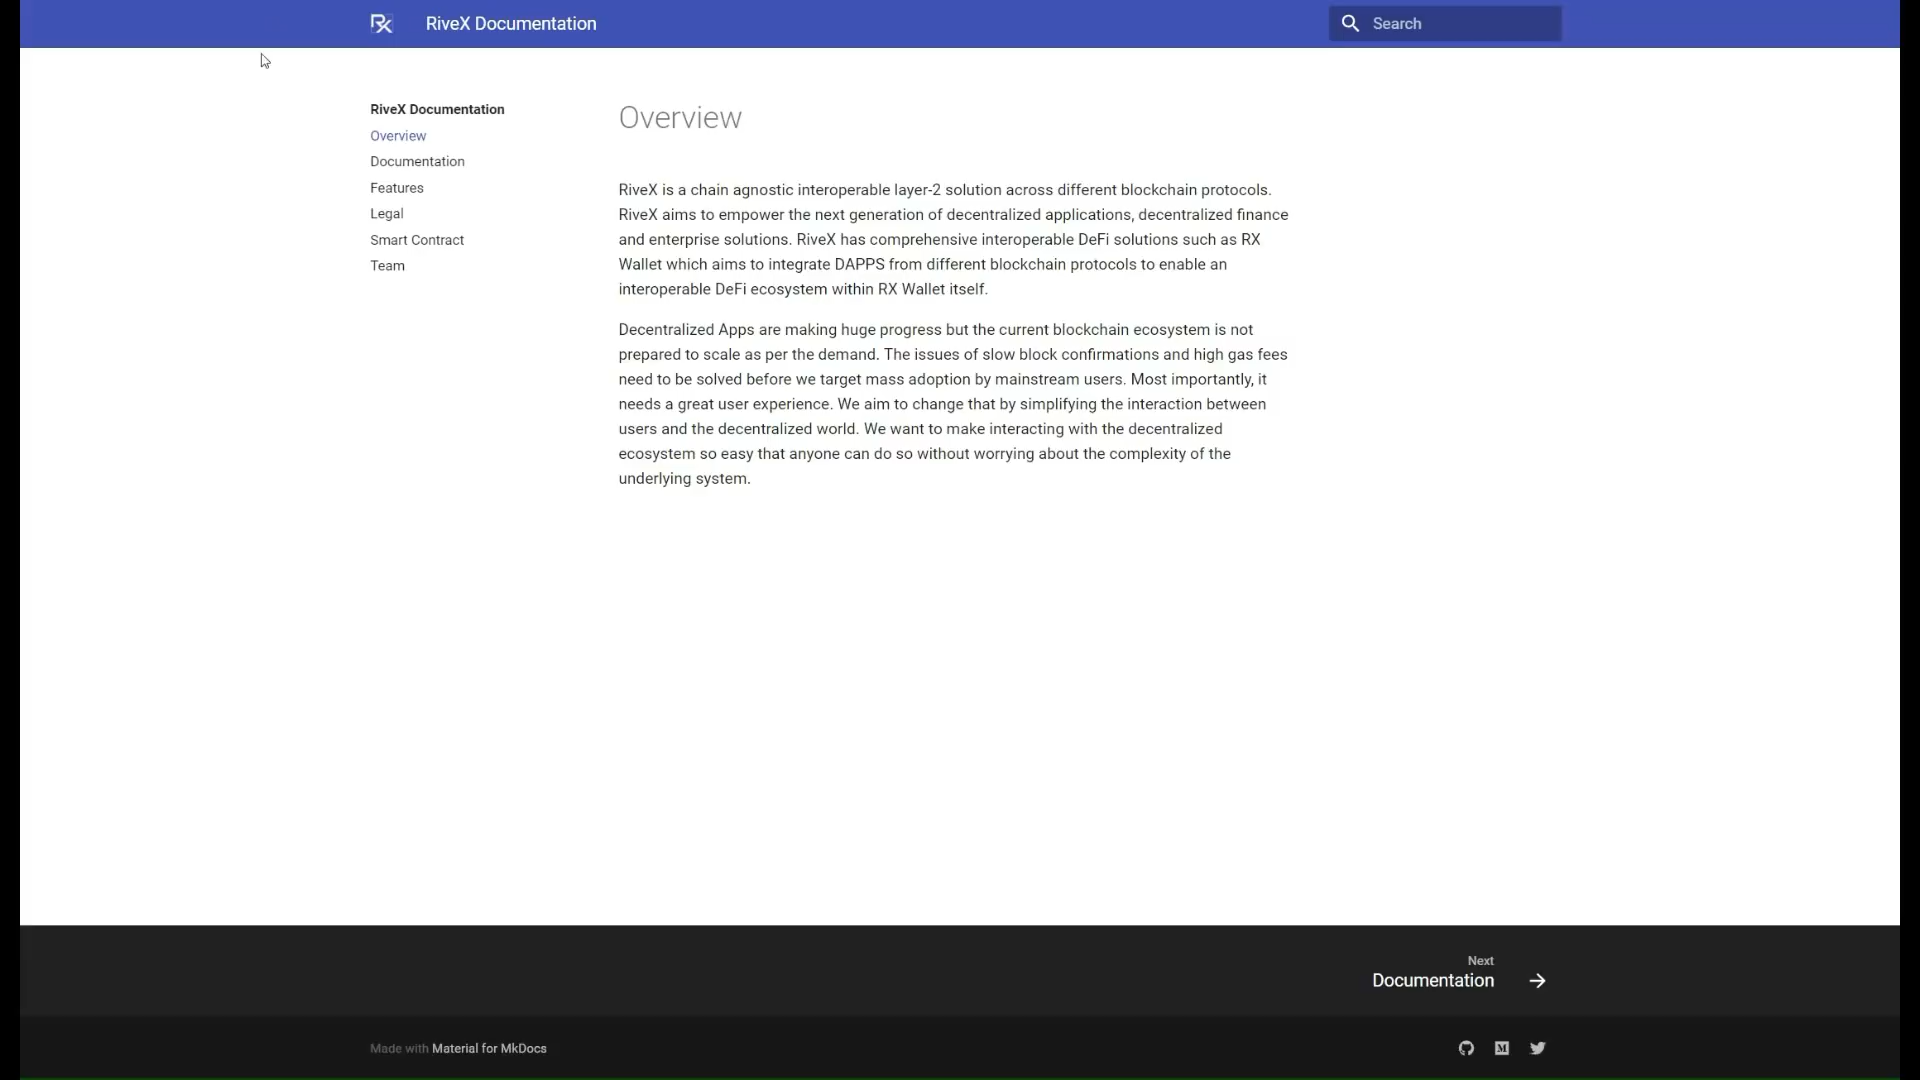 RX
RiveX Documentation
Search
RiveX Documentation
Overview
Documentation
Features
Legal
Smart Contract
Team
Overview
RiveX is a chain agnostic interoperable layer-2 solution across different blockchain protocols.
RiveX aims to empower the next generation of decentralized applications, decentralized finance
and enterprise solutions. RiveX has comprehensive interoperable DeFi solutions such as RX
Wallet which aims to integrate DAPPS from different blockchain protocols to enable an
interoperable DeFi ecosystem within RX Wallet itself.
Decentralized Apps are making huge progress but the current blockchain ecosystem is not
prepared to scale as per the demand. The issues of slow block confirmations and high gas fees
need to be solved before we target mass adoption by mainstream users. Most importantly, it
needs a great user experience. We aim to change that by simplifying the interaction between
users and the decentralized world. We want to make interacting with the decentralized
ecosystem so easy that anyone can do so without worrying about the complexity of the
underlying system.
Next
Documentation
Made with Material for MkDocs
M